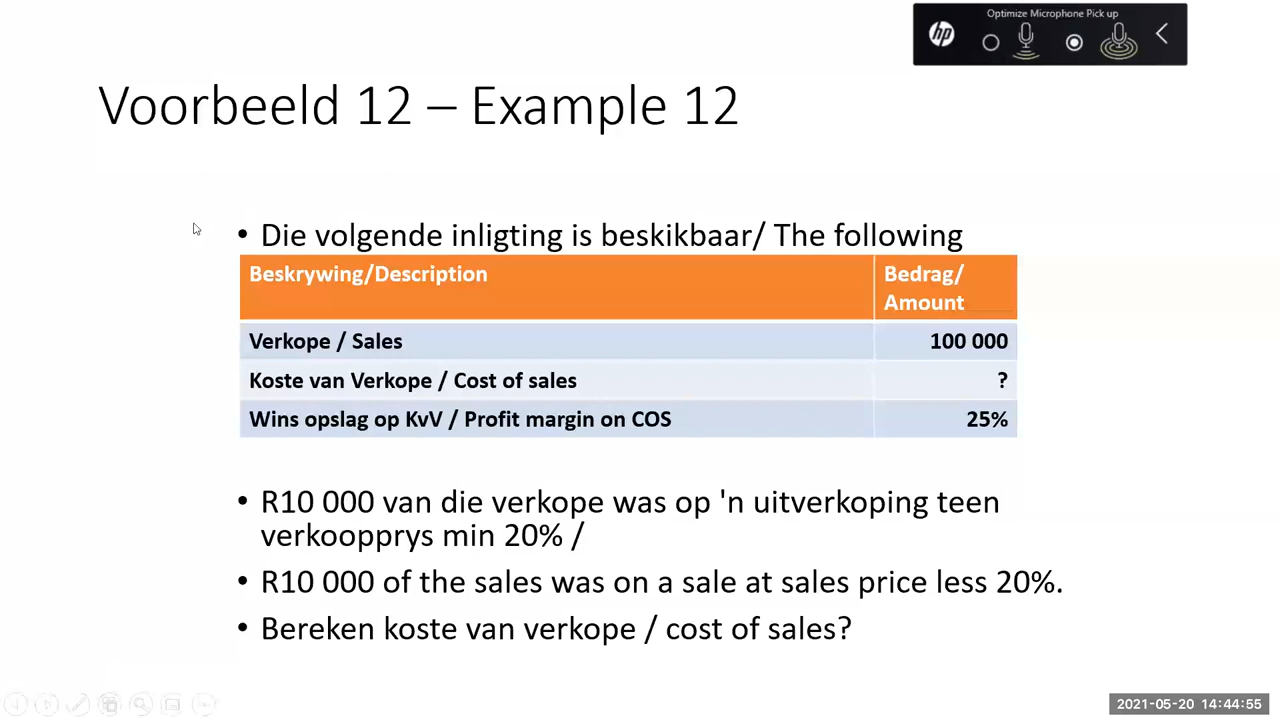 Optimize Microphone Pick up
hp
Voorbeeld 12 – Example 12
• Die volgende inligting is beskikbaar/ The following
Beskrywing/Description
Bedrag/
Amount
Verkope / Sales
100 000
Koste van Verkope / Cost of sales
?
Wins opslag op KvV / Profit margin on COS
25%
• R10 000 van die verkope was op 'n uitverkoping teen
verkoopprys min 20% /
• R10 000 of the sales was on a sale at sales price less 20%.
• Bereken koste van verkope / cost of sales?
2021-05-20 14:44:55